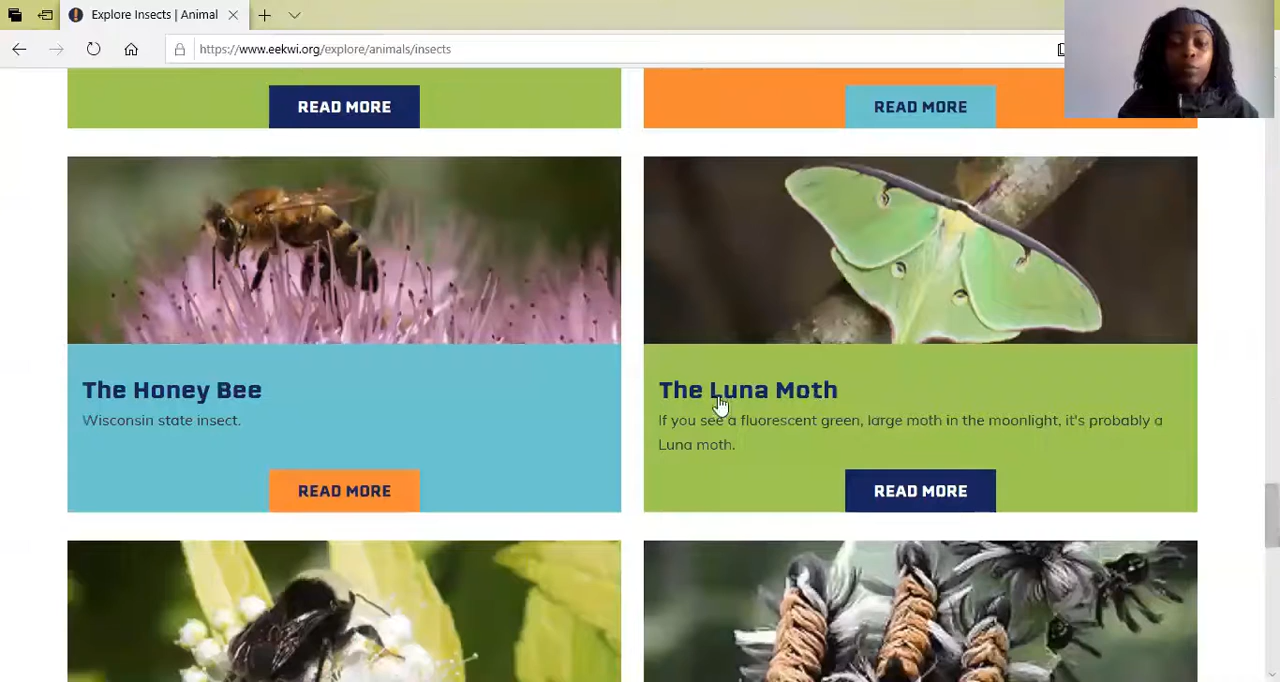 Explore Insects | Animal
https://www.eekwi.org/explore/animals/insects
READ MORE
READ MORE
The Honey Bee
Wisconsin state insect.
READ MORE
The Luna Moth
If you see a fluorescent green, large moth in the moonlight, it's probably a
Luna moth.
READ MORE